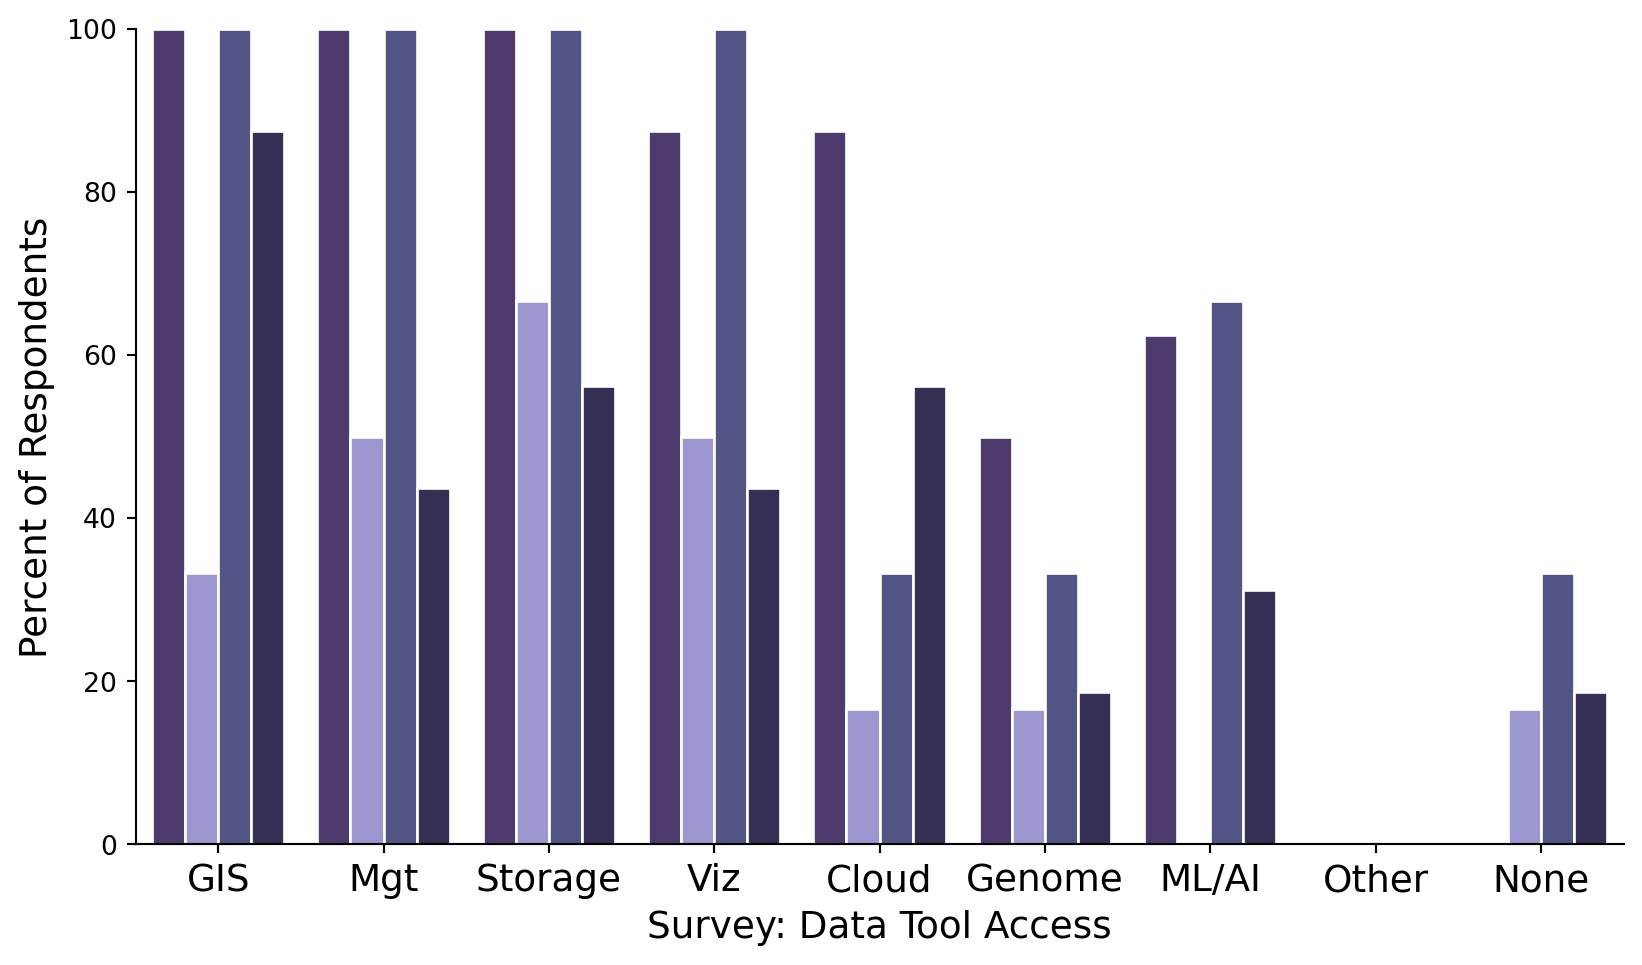 Percent of Respondents
100
80
60
40
20
0
GIS Mgt Storage Viz Cloud Genome ML/AI Other None
Survey: Data Tool Access